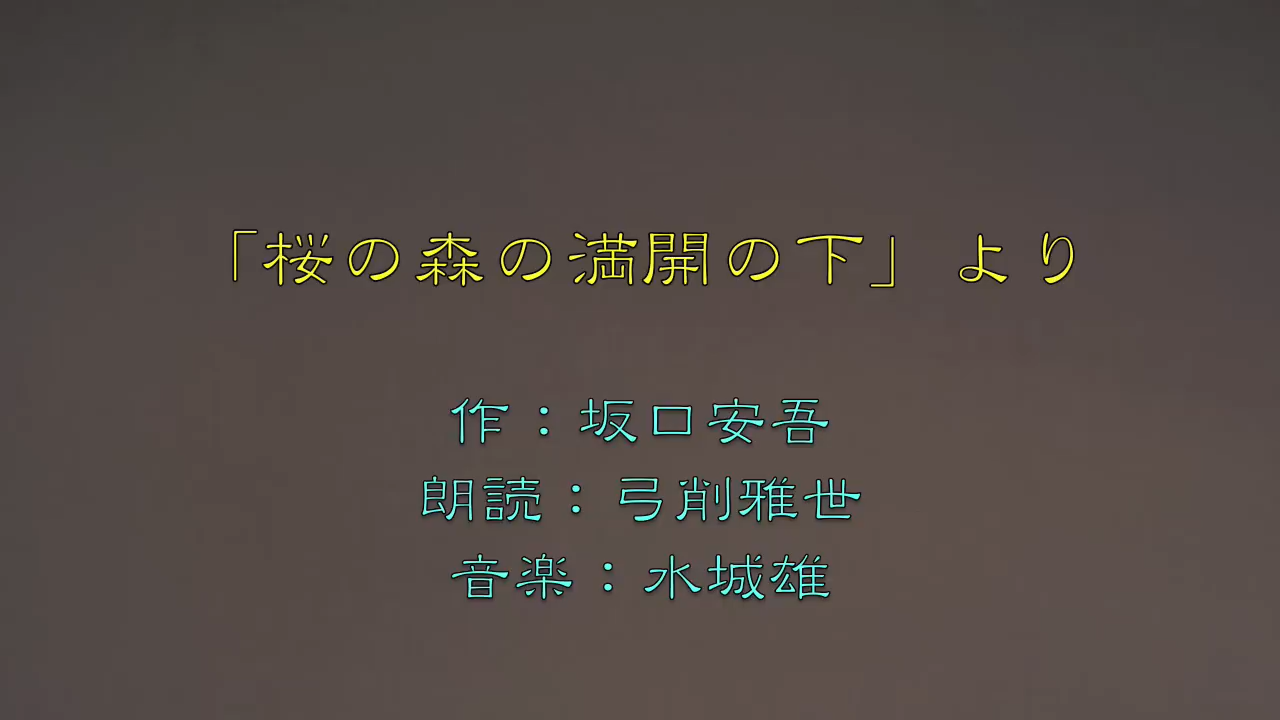 「桜の森の満開の下」より
作：坂口安吾
朗読：弓削雅世
音楽：水城雄